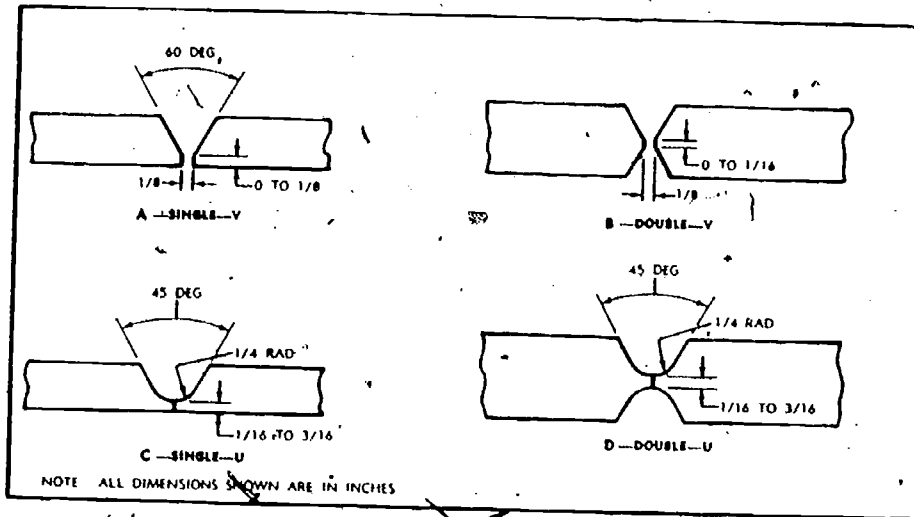 60 DEG
1/8
0 TO 1/8
A —SINGLE—V
0 TO 1/16
1/8
B —DOUBLE—V
45 DEG
1/4 RAD
1/16 TO 3/16
C —SINGLE—U
45 DEG
1/4 RAD
1/16 TO 3/16
D—DOUBLE—U
NOTE ALL DIMENSIONS SHOWN ARE IN INCHES